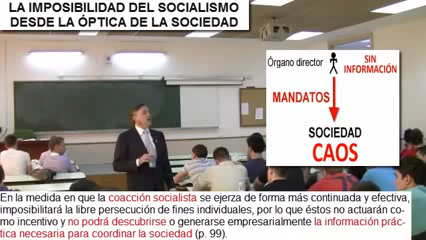 LA IMPOSIBILIDAD DEL SOCIALISMO
DESDE LA ÓPTICA DE LA SOCIEDAD
Órgano director
SIN
INFORMACIÓN
MANDATOS
SOCIEDAD
CAOS
En la medida en que la coacción socialista se ejerza de forma más continuada y efectiva,
imposibilitará la libre persecución de fines individuales, por lo que éstos no actuarán co-
mo incentivo y no podrá descubrirse o generarse empresarialmente la información prác-
tica necesaria para coordinar la sociedad (p. 99).